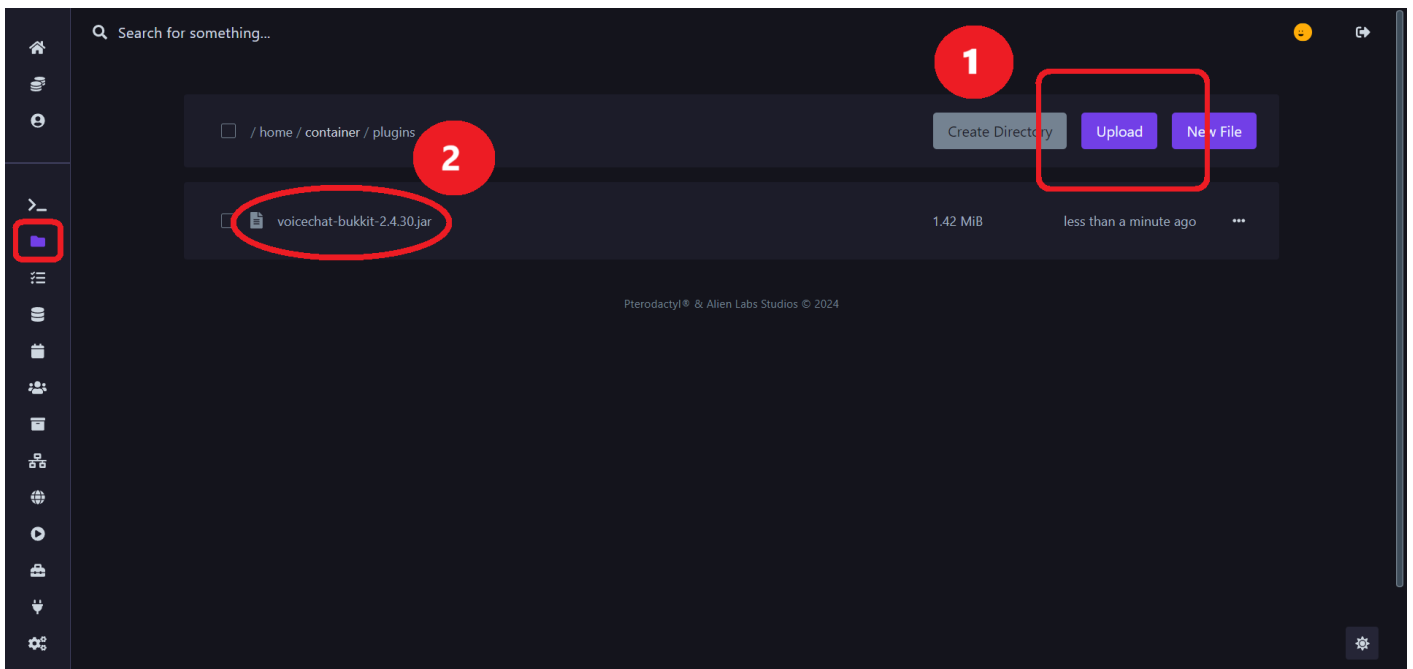 Search for something...
1
/ home / container / plugins
Create Directory
Upload
New File
2
voicechat-bukkit-2.4.30.jar
1.42 MiB
less than a minute ago
Pterodactyl® & Alien Labs Studios © 2024